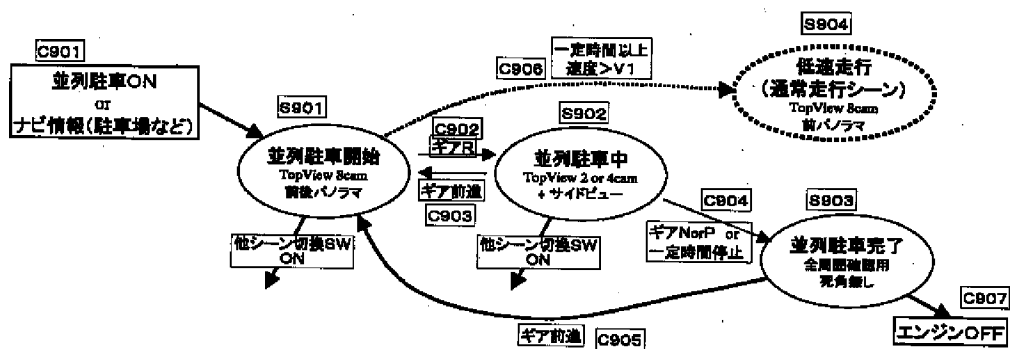 C901
並列駐車ON
or
ナビ情報(駐車場など)
S901
並列駐車開始
TopView 8cam
前後パノラマ
他シーン切換SW
ON
C902
ギアR
ギア前進
C903
C906
一定時間以上
速度>V1
S902
並列駐車中
TopView 2 or 4cam
+サイドビュー
他シーン切換SW
ON
S904
低速走行
(通常走行シーン)
TopView 8cam
前パノラマ
C904
ギアNorP or
一定時間停止
S903
並列駐車完了
全周囲確認用
死角無し
C907
エンジンOFF
ギア前進
C905